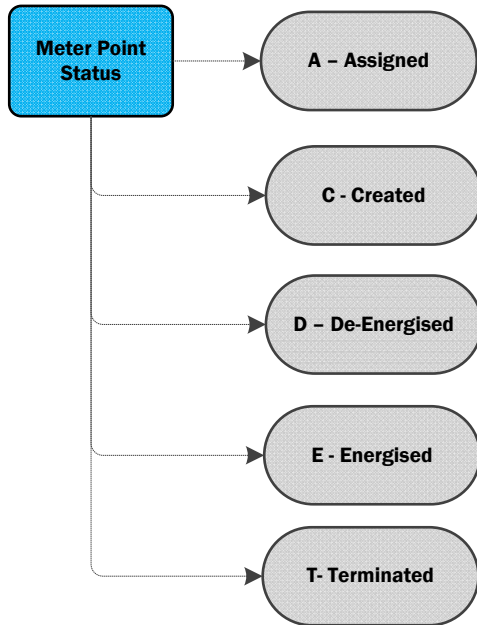 Meter Point
Status
A – Assigned
C - Created
D – De-Energised
E - Energised
T- Terminated